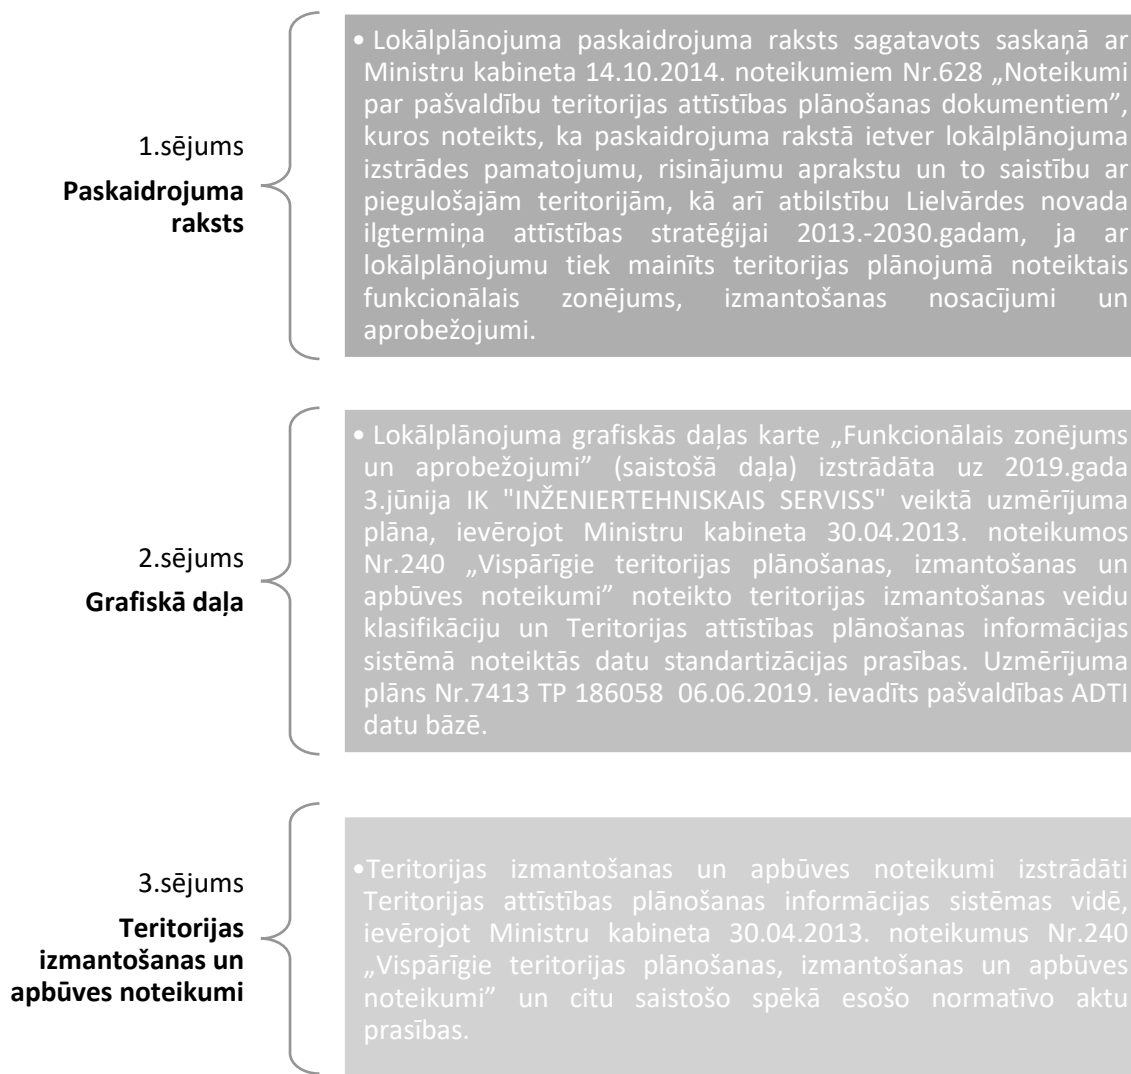 1.sējums
Paskaidrojuma
raksts
• Lokālplānojuma paskaidrojuma raksts sagatavots saskaņā ar
Ministru kabineta 14.10.2014. noteikumiem Nr.628 „Noteikumi
par pašvaldību teritorijas attīstības plānošanas dokumentiem”,
kuros noteikts, ka paskaidrojuma rakstā ietver lokālplānojuma
izstrādes pamatojumu, risinājumu aprakstu un to saistību ar
piegulošajām teritorijām, kā arī atbilstību Lielvārdes novada
ilgtermiņa attīstības stratēģijai 2013.-2030.gadam, ja ar
lokālplānojumu tiek mainīts teritorijas plānojumā noteiktais
funkcionālais zonējums, izmantošanas nosacījumi un
aprobežojumi.
2.sējums
Grafiskā daļa
• Lokālplānojuma grafiskās daļas karte „Funkcionālais zonējums
un aprobežojumi” (saistošā daļa) izstrādāta uz 2019.gada
3.jūnija IK "INŽENIERTEHNISKAIS SERVISS" veiktā uzmērījuma
plāna, ievērojot Ministru kabineta 30.04.2013. noteikumos
Nr.240 „Vispārīgie teritorijas plānošanas, izmantošanas un
apbūves noteikumi” noteikto teritorijas izmantošanas veidu
klasifikāciju un Teritorijas attīstības plānošanas informācijas
sistēmā noteiktās datu standartizācijas prasības. Uzmērījuma
plāns Nr.7413 TP 186058 06.06.2019. ievadīts pašvaldības ADTI
datu bāzē.
3.sējums
Teritorijas
izmantošanas un
apbūves noteikumi
•Teritorijas izmantošanas un apbūves noteikumi izstrādāti
Teritorijas attīstības plānošanas informācijas sistēmas vidē,
ievērojot Ministru kabineta 30.04.2013. noteikumus Nr.240
„Vispārīgie teritorijas plānošanas, izmantošanas un apbūves
noteikumi” un citu saistošo spēkā esošo normatīvo aktu
prasības.